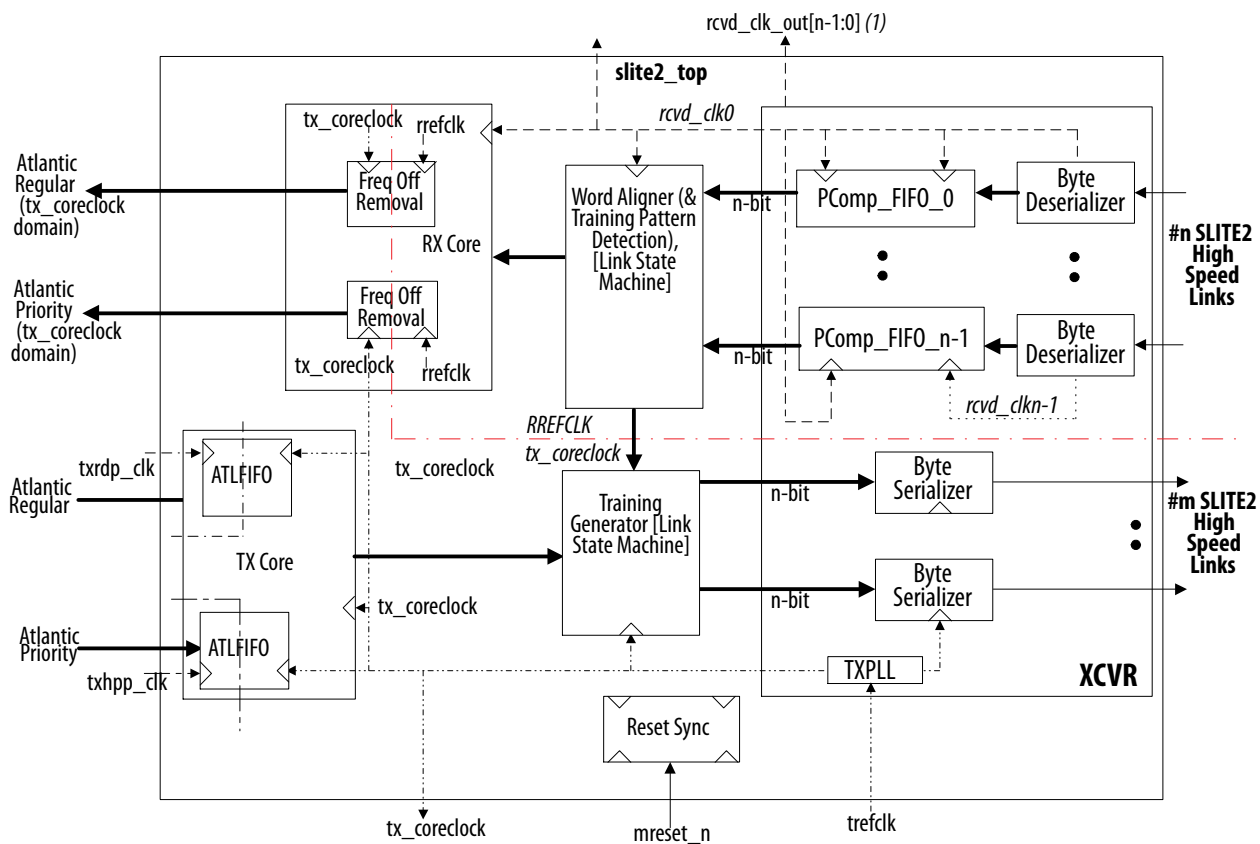 rcvd_clk_out[n-1:0] (1)
slite2_top
tx_coreclock
rrefclk
rcvd_clk0
Atlantic
Regular
(tx_coreclock
domain)
Freq Off
Removal
RX Core
Word Aligner (&
Training Pattern
Detection),
[Link State
Machine]
n-bit
PComp_FIFO_0
Byte
Deserializer
#n SLITE2
High
Speed
Links
Atlantic
Priority
(tx_coreclock
domain)
Freq Off
Removal
tx_coreclock
rrefclk
n-bit
PComp_FIFO_n-1
Byte
Deserializer
rcvd_clkn-1
RREFCLK
tx_coreclock
tx_coreclock
txrdp_clk
ATLFIFO
Atlantic
Regular
TX Core
Training
Generator [Link
State Machine]
n-bit
Byte
Serializer
#m SLITE2
High
Speed
Links
tx_coreclock
n-bit
Byte
Serializer
Atlantic
Priority
ATLFIFO
txhpp_clk
TXPLL
XCVR
Reset Sync
tx_coreclock
mreset_n
trefclk